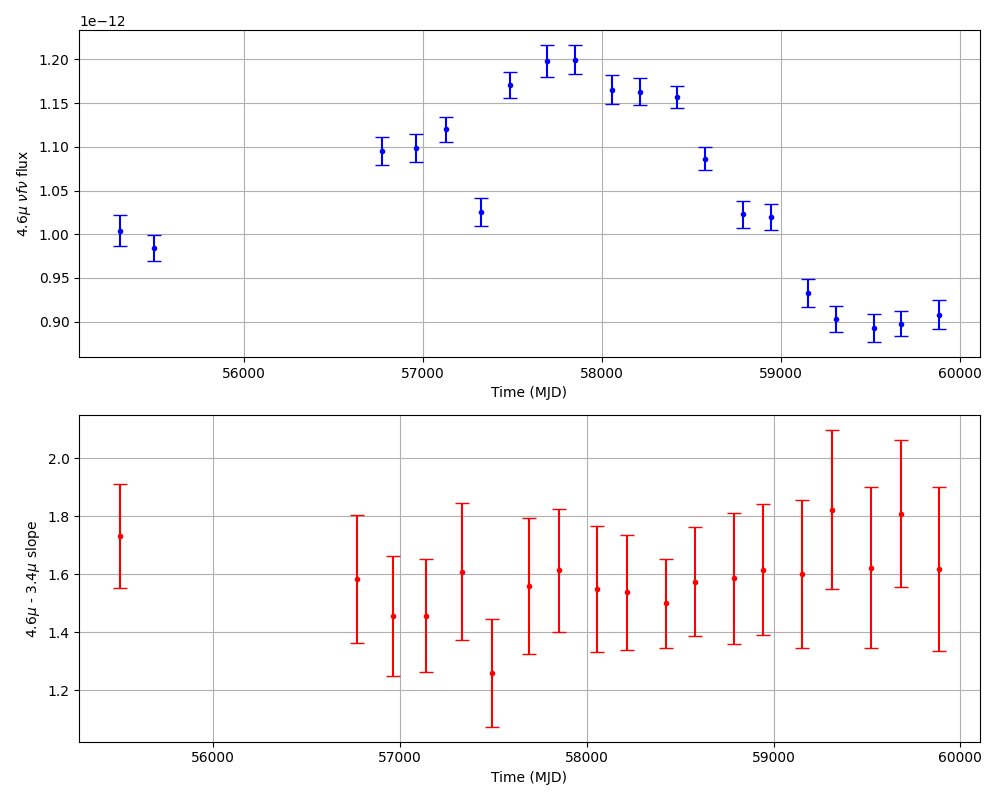 1e−12
1.20
1.15
1.10
1.05
1.00
0.95
0.90
4.6μ νfν flux
56000 57000 58000 59000 60000
Time (MJD)
2.0
1.8
1.6
1.4
1.2
4.6μ - 3.4μ slope
56000 57000 58000 59000 60000
Time (MJD)